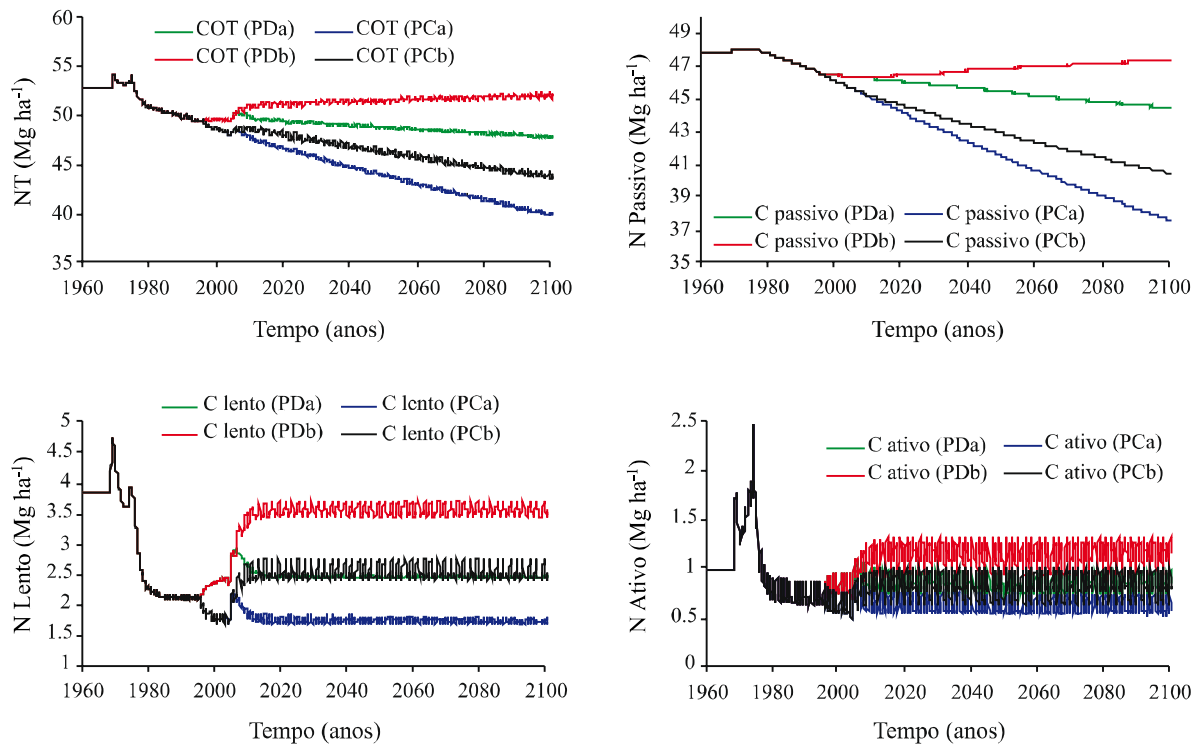 60
55
50
45
40
35
NT (Mg ha⁻¹)
COT (PDa)
COT (PCa)
COT (PDb)
COT (PCb)
1960 1980 2000 2020 2040 2060 2080 2100
Tempo (anos)
49
47
45
43
41
39
37
35
N Passivo (Mg ha⁻¹)
C passivo (PDa)
C passivo (PCa)
C passivo (PDb)
C passivo (PCb)
1960 1980 2000 2020 2040 2060 2080 2100
Tempo (anos)
5
4.5
4
3.5
3
2.5
2
1.5
1
N Lento (Mg ha⁻¹)
C lento (PDa)
C lento (PCa)
C lento (PDb)
C lento (PCb)
1960 1980 2000 2020 2040 2060 2080 2100
Tempo (anos)
2.5
2
1.5
1
0.5
0
N Ativo (Mg ha⁻¹)
C ativo (PDa)
C ativo (PCa)
C ativo (PDb)
C ativo (PCb)
1960 1980 2000 2020 2040 2060 2080 2100
Tempo (anos)